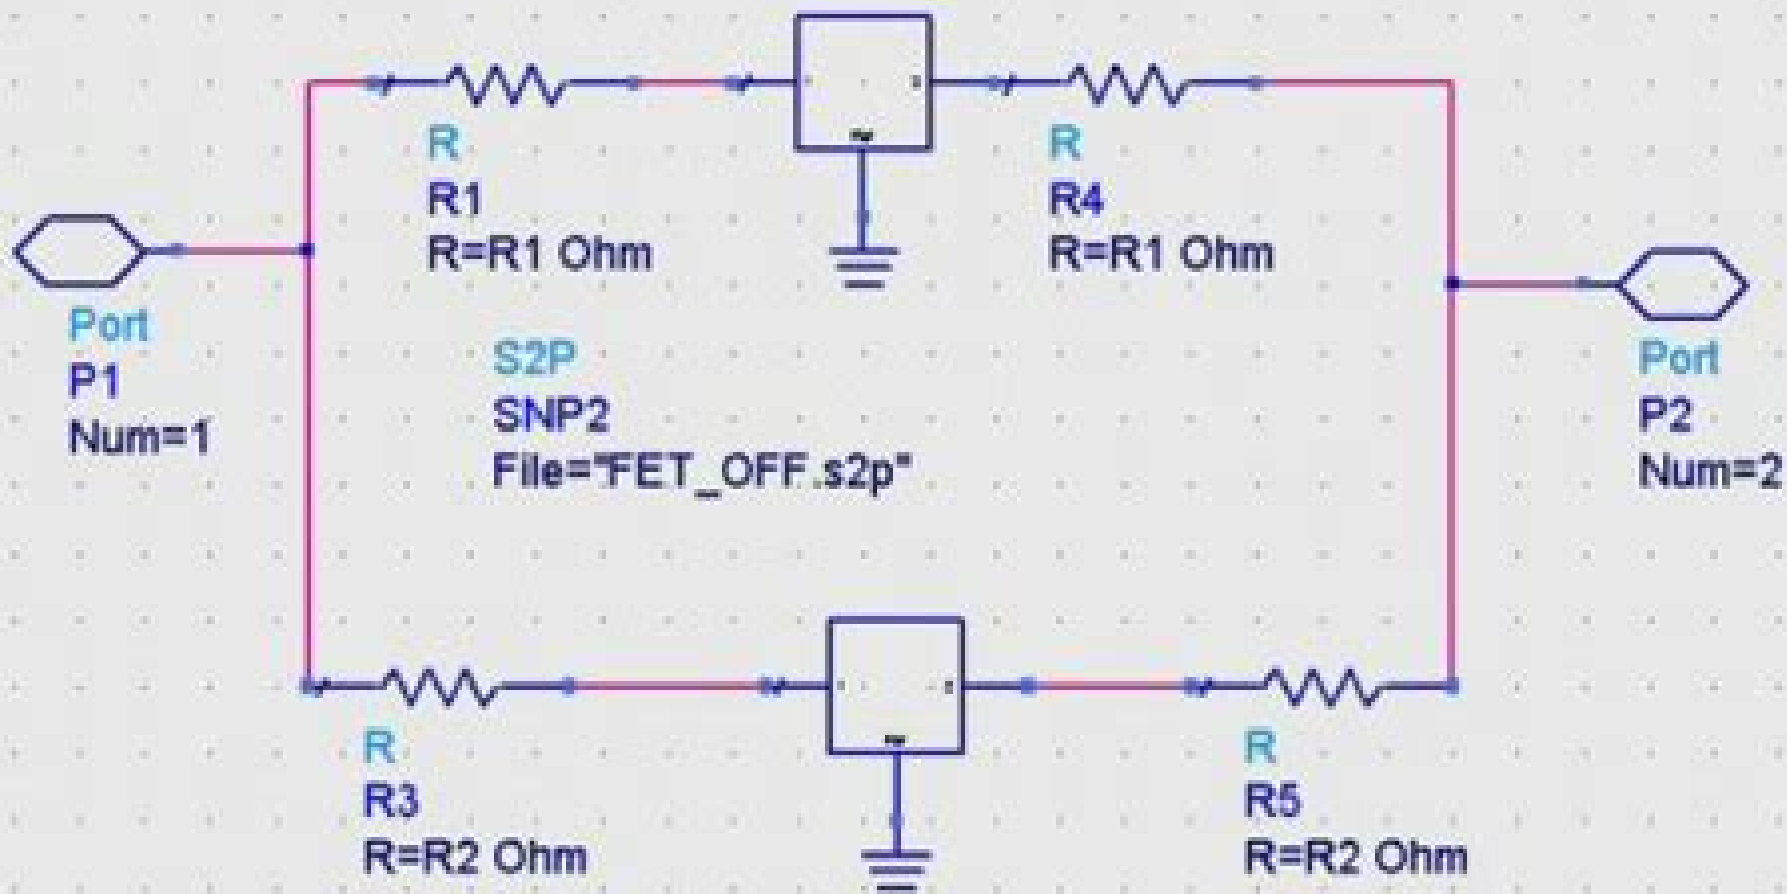 R
R1
R=R1 Ohm
R
R4
R=R1 Ohm
Port
P1
Num=1
S2P
SNP2
File="FET_OFF.s2p"
Port
P2
Num=2
R
R3
R=R2 Ohm
R
R5
R=R2 Ohm